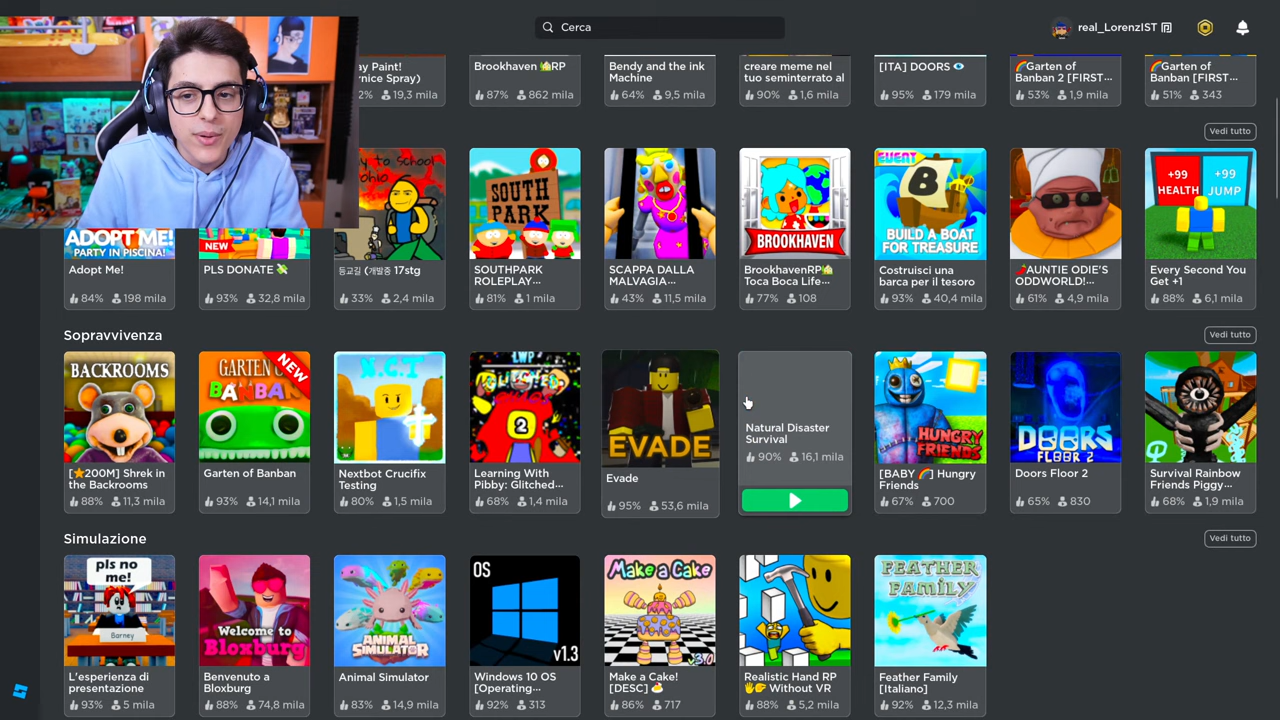 Cerca
real_LorenzIST
ay Paint!
nice Spray)
2% 19,3 mila
Brookhaven 🏡RP
87% 862 mila
Bendy and the ink
Machine
64% 9,5 mila
creare meme nel
tuo seminterrato al
90% 1,6 mila
[ITA] DOORS 👁
95% 179 mila
🌈Garten of
Banban 2 [FIRST…
53% 1,9 mila
🌈Garten of
Banban [FIRST…
51% 343
Vedi tutto
ADOPT ME!
PARTY IN PISCINA!
Adopt Me!
84% 198 mila
NEW
PLS DONATE 💸
93% 32,8 mila
y to School
ohio
등교길 (개발중 17stg
33% 2,4 mila
SOUTH
PARK
SOUTHPARK
ROLEPLAY…
81% 1 mila
SCAPPA DALLA
MALVAGIA…
43% 11,5 mila
BROOKHAVEN
BrookhavenRP🏡
Toca Boca Life…
77% 108
EVENT
B
BUILD A BOAT
FOR TREASURE
Costruisci una
barca per il tesoro
93% 40,4 mila
🌶️AUNTIE ODIE'S
ODDWORLD!…
61% 4,9 mila
+99
HEALTH
+99
JUMP
Every Second You
Get +1
88% 6,1 mila
Sopravvivenza
Vedi tutto
BACKROOMS
[⭐200M] Shrek in
the Backrooms
88% 11,3 mila
GARTEN O
BANBAN
NEW
Garten of Banban
93% 14,1 mila
N.C.T
Nextbot Crucifix
Testing
80% 1,5 mila
LWP
2
Learning With
Pibby: Glitched…
68% 1,4 mila
EVADE
Evade
95% 53,6 mila
Natural Disaster
Survival
90% 16,1 mila
HUNGRY
FRIENDS
[BABY 🌈] Hungry
Friends
67% 700
DOORS
FLOOR 2
Doors Floor 2
65% 830
Survival Rainbow
Friends Piggy…
68% 1,9 mila
Simulazione
Vedi tutto
pls no
me!
Barney
L'esperienza di
presentazione
93% 5 mila
Welcome to
Bloxburg
Benvenuto a
Bloxburg
88% 74,8 mila
ANIMAL
SIMULATOR
Animal Simulator
83% 14,9 mila
OS
v1.3
Windows 10 OS
[Operating…
92% 313
Make a Cake
v3.0
Make a Cake!
[DESC] 🍰
86% 717
Realistic Hand RP
🖐👉 Without VR
88% 5,2 mila
FEATHER
FAMILY
Feather Family
[Italiano]
92% 12,3 mila